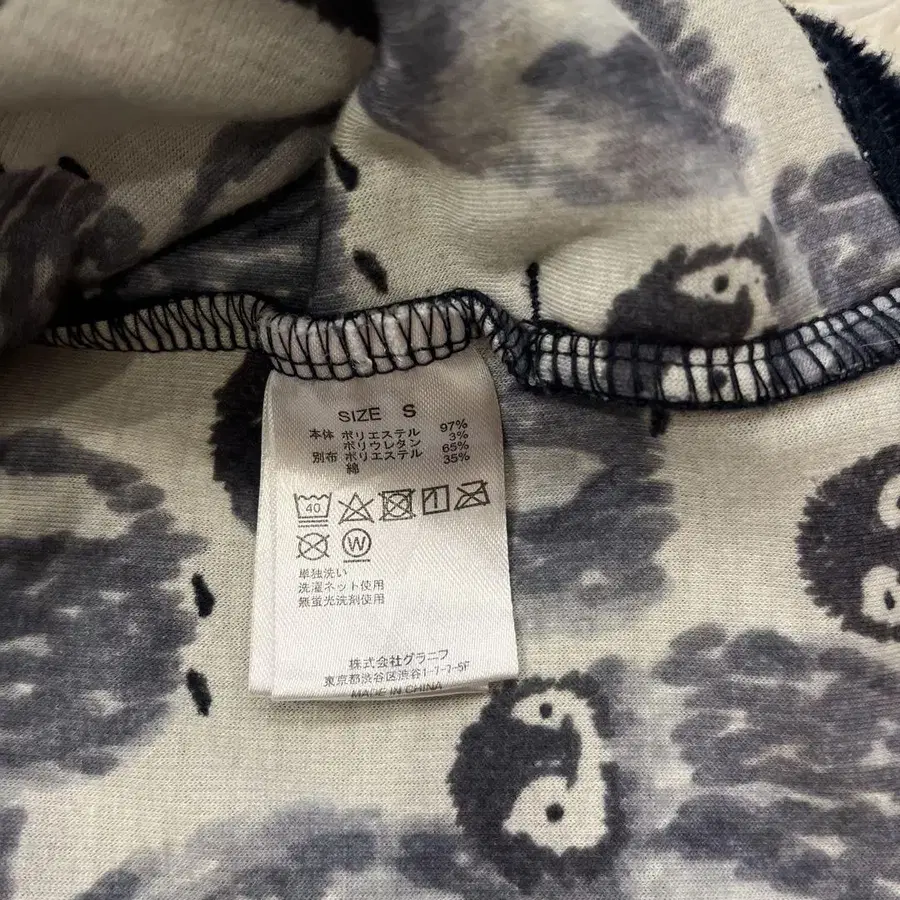 SIZE S
本体 ポリエステル 97%
ポリウレタン 3%
別布 ポリエステル 65%
綿 35%
40
W
単独洗い
洗濯ネット使用
無蛍光洗剤使用
株式会社グラニフ
東京都渋谷区渋谷1-7-7-5F
MADE IN CHINA